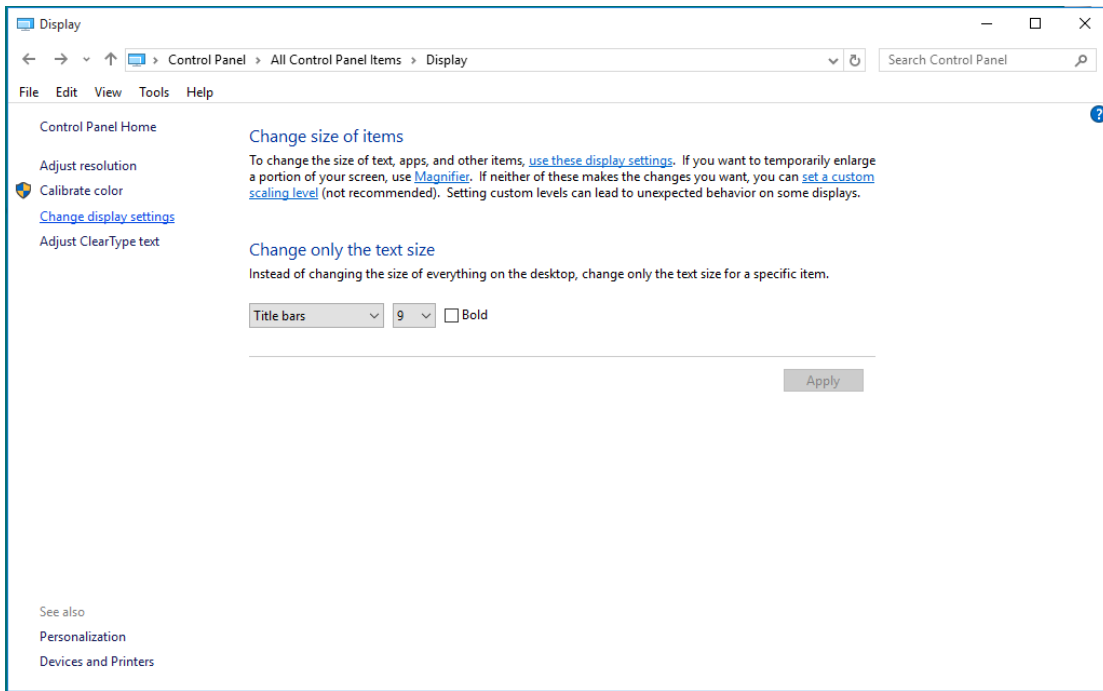 Display
Control Panel > All Control Panel Items > Display
Search Control Panel
File Edit View Tools Help
?
Control Panel Home
Adjust resolution
Calibrate color
Change display settings
Adjust ClearType text
Change size of items
To change the size of text, apps, and other items, use these display settings. If you want to temporarily enlarge
a portion of your screen, use Magnifier. If neither of these makes the changes you want, you can set a custom
scaling level (not recommended). Setting custom levels can lead to unexpected behavior on some displays.
Change only the text size
Instead of changing the size of everything on the desktop, change only the text size for a specific item.
Title bars 9 Bold
Apply
See also
Personalization
Devices and Printers